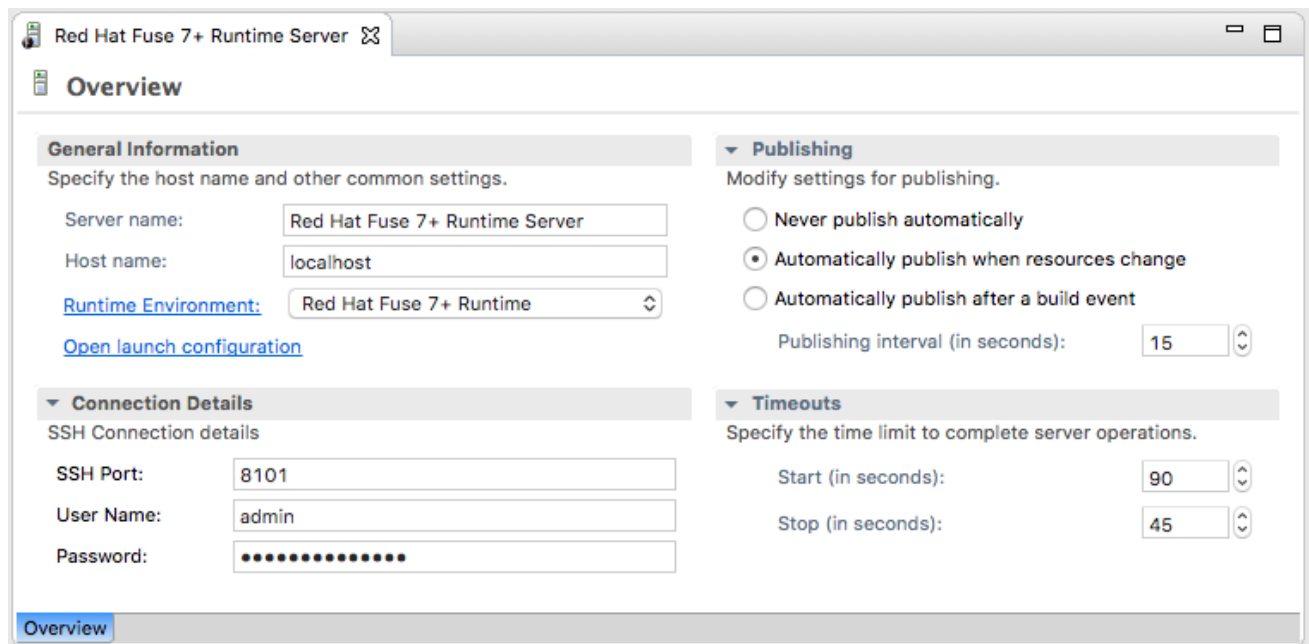 Red Hat Fuse 7+ Runtime Server
Overview
General Information
Specify the host name and other common settings.
Server name: Red Hat Fuse 7+ Runtime Server
Host name: localhost
Runtime Environment: Red Hat Fuse 7+ Runtime
Open launch configuration
Connection Details
SSH Connection details
SSH Port: 8101
User Name: admin
Password: ••••••••••••••
Publishing
Modify settings for publishing.
Never publish automatically
Automatically publish when resources change
Automatically publish after a build event
Publishing interval (in seconds): 15
Timeouts
Specify the time limit to complete server operations.
Start (in seconds): 90
Stop (in seconds): 45
Overview